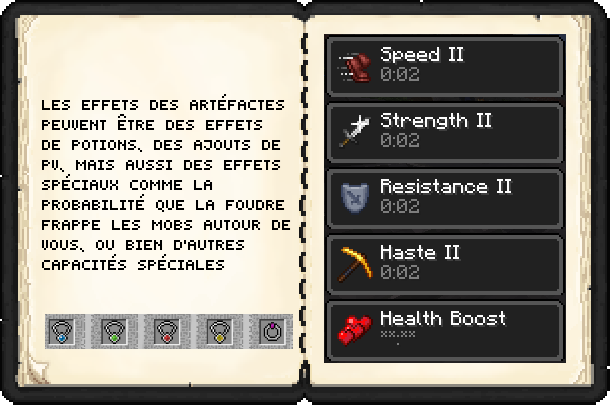 LES EFFETS DES ARTÉFACTES
PEUVENT ÊTRE DES EFFETS
DE POTIONS, DES AJOUTS DE
PV, MAIS AUSSI DES EFFETS
SPÉCIAUX COMME LA
PROBABILITÉ QUE LA FOUDRE
FRAPPE LES MOBS AUTOUR DE
VOUS, OU BIEN D'AUTRES
CAPACITÉS SPÉCIALES
Speed II
0:02
Strength II
0:02
Resistance II
0:02
Haste II
0:02
Health Boost
**:**